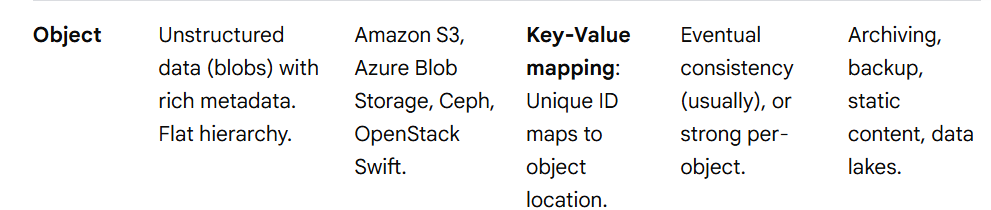 Object
Unstructured
data (blobs) with
rich metadata.
Flat hierarchy.
Amazon S3,
Azure Blob
Storage, Ceph,
OpenStack
Swift.
Key-Value
mapping:
Unique ID
maps to
object
location.
Eventual
consistency
(usually), or
strong per-
object.
Archiving,
backup,
static
content, data
lakes.